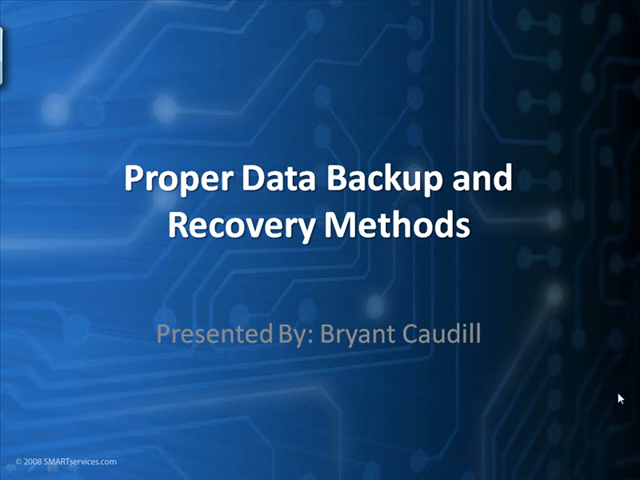 Proper Data Backup and
Recovery Methods
Presented By: Bryant Caudill
© 2008 SMARTservices.com